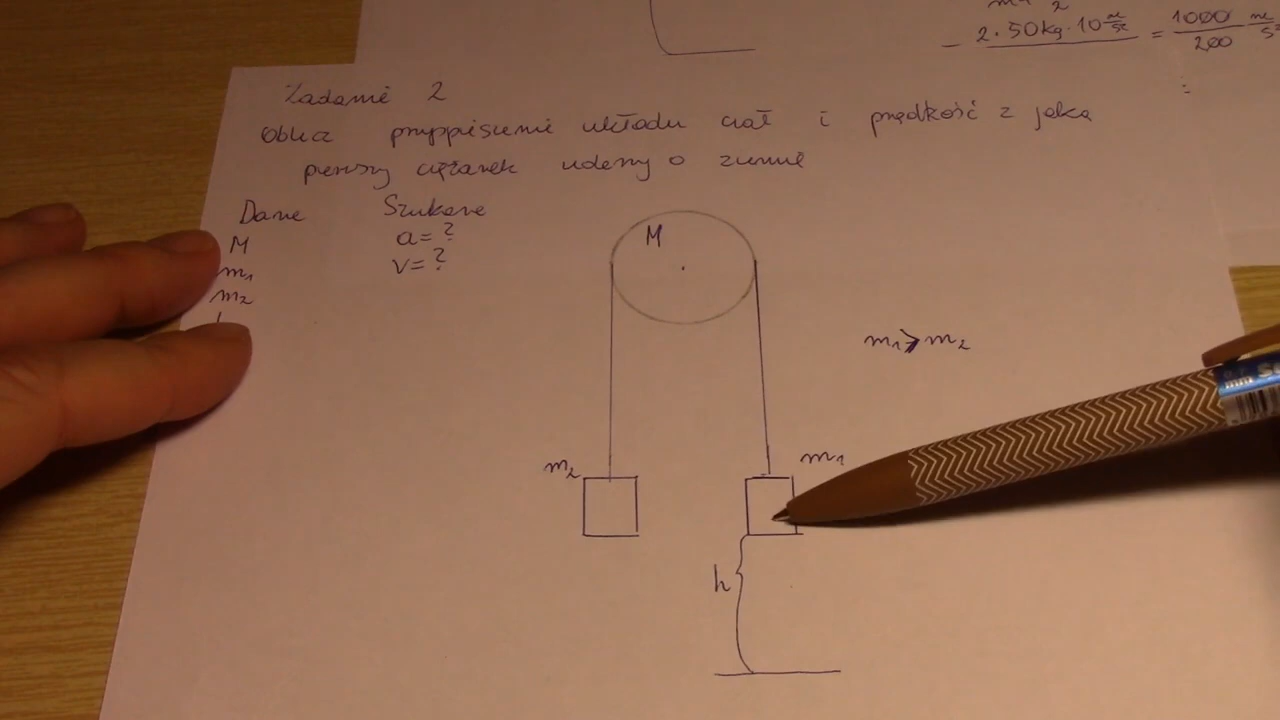 2·50kg·10 m/s² = 1000/200 m/s²
Zadanie 2
Oblicz przyspieszenie układu ciał i prędkość z jaką
pierwszy ciężarek uderzy o ziemię
Dane Szukane
M a=?
m₁ v=?
m₂
M
m₁ > m₂
m₂ m₁
h